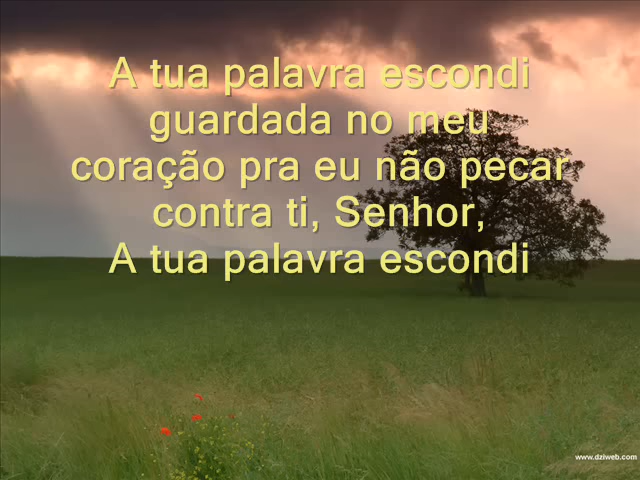 A tua palavra escondi
guardada no meu
coração pra eu não pecar
contra ti, Senhor,
A tua palavra escondi
www.dziweb.com